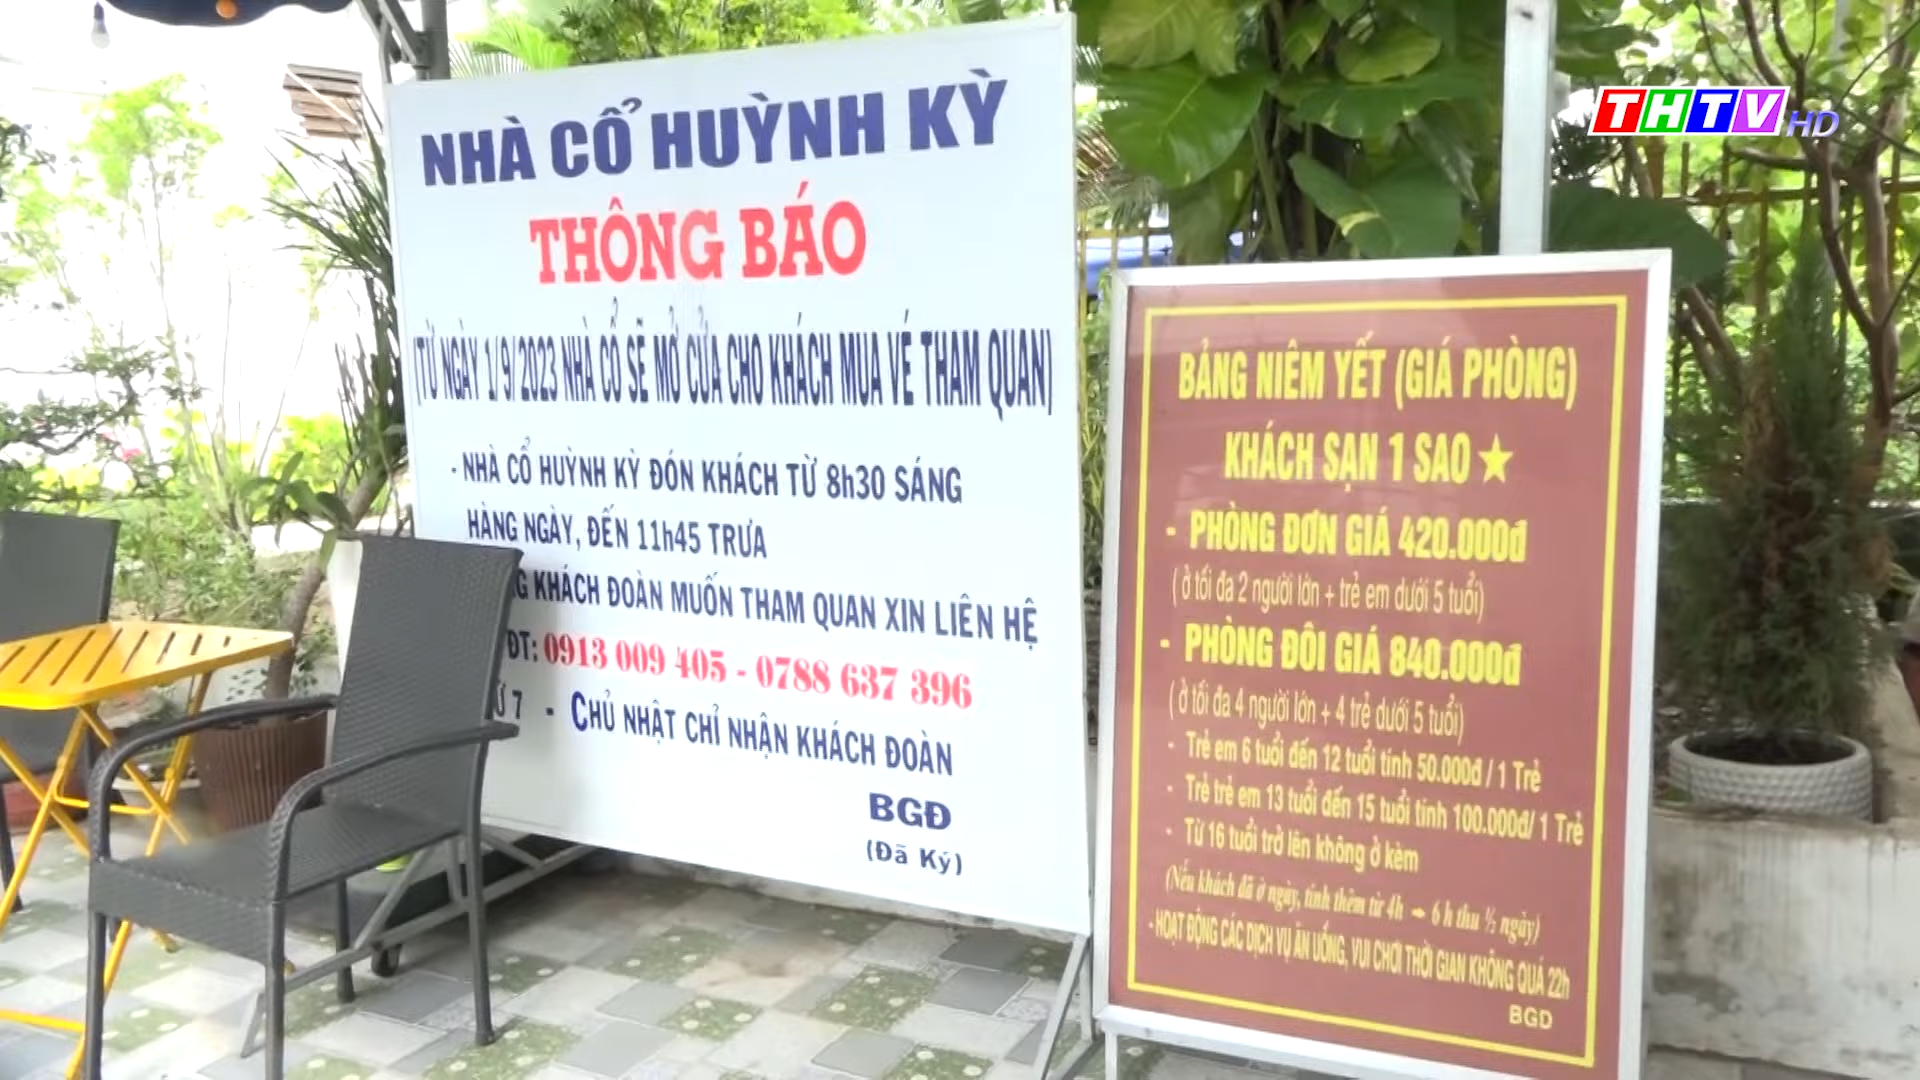 NHÀ CỔ HUỲNH KỲ
THÔNG BÁO
(TỪ NGÀY 1/9/2023 NHÀ CỔ SẼ MỞ CỬA CHO KHÁCH MUA VÉ THAM QUAN)
- NHÀ CỔ HUỲNH KỲ ĐÓN KHÁCH TỪ 8h30 SÁNG
HÀNG NGÀY, ĐẾN 11h45 TRƯA
KHÁCH ĐOÀN MUỐN THAM QUAN XIN LIÊN HỆ
ĐT: 0913 009 405 - 0788 637 396
7 - CHỦ NHẬT CHỈ NHẬN KHÁCH ĐOÀN
BGĐ
(Đã Ký)
THTV HD
BẢNG NIÊM YẾT (GIÁ PHÒNG)
KHÁCH SẠN 1 SAO ★
- PHÒNG ĐƠN GIÁ 420.000đ
( ở tối đa 2 người lớn + trẻ em dưới 5 tuổi)
- PHÒNG ĐÔI GIÁ 840.000đ
( ở tối đa 4 người lớn + 4 trẻ dưới 5 tuổi)
- Trẻ em 6 tuổi đến 12 tuổi tính 50.000đ / 1 Trẻ
- Trẻ trẻ em 13 tuổi đến 15 tuổi tính 100.000đ/ 1 Trẻ
- Từ 16 tuổi trở lên không ở kèm
(Nếu khách đã ở ngày, tính thêm từ 4h ➡ 6 h thu ½ ngày)
- HOẠT ĐỘNG CÁC DỊCH VỤ ĂN UỐNG, VUI CHƠI THỜI GIAN KHÔNG QUÁ 22h
BGD